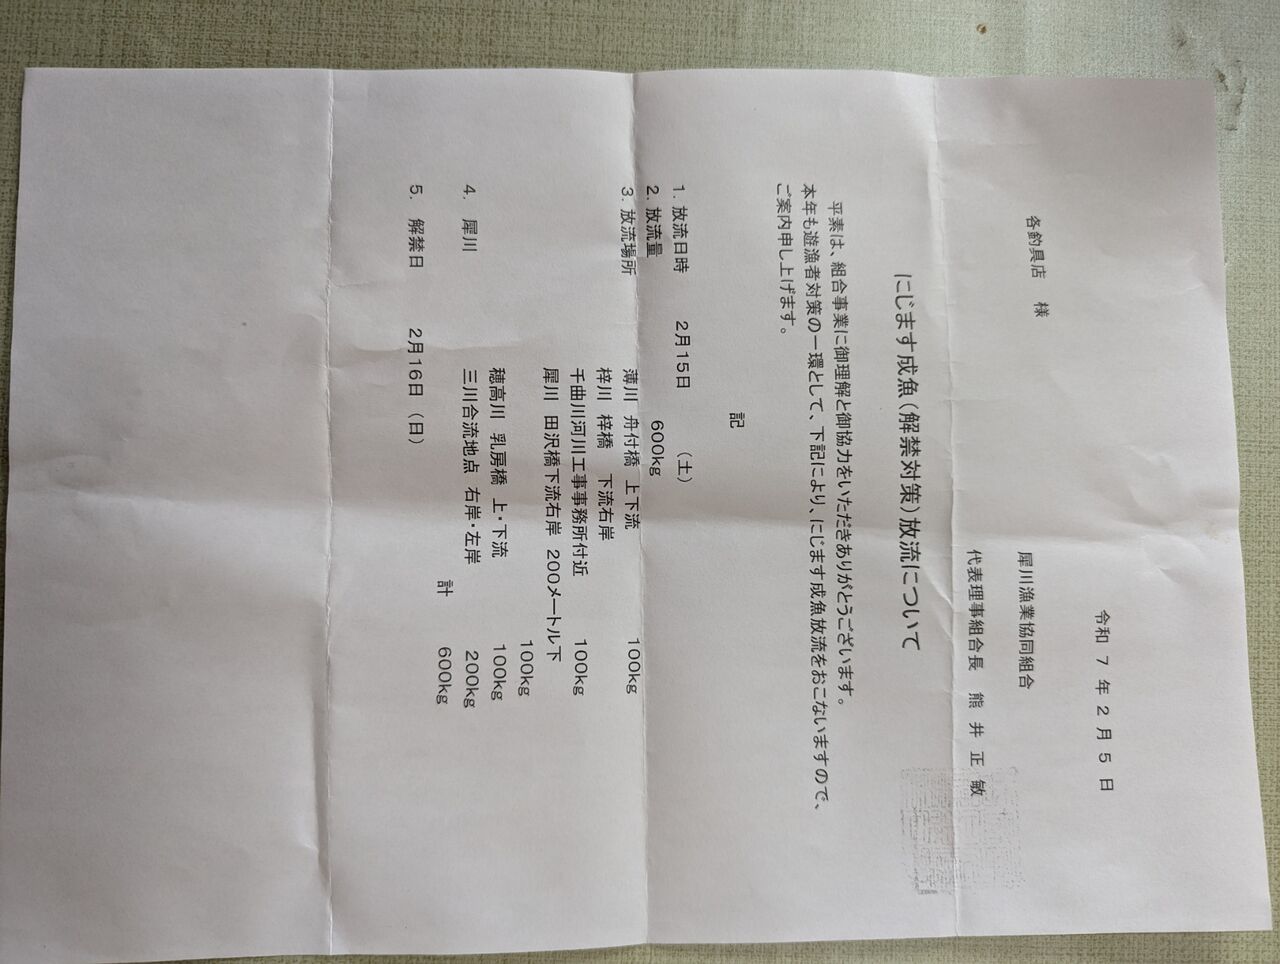 令和 7 年 2 月 5 日
各釣具店 様
犀川漁業協同組合
代表理事組合長 熊 井 正 敏
にじます成魚(解禁対策)放流について
平素は、組合事業に御理解と御協力をいただきありがとうございます。
本年も遊漁者対策の一環として、下記により、にじます成魚放流をおこないますので、
ご案内申し上げます。
記
1. 放流日時 2月15日 (土)
2. 放流量 600kg
3. 放流場所 薄川 舟付橋 上下流 100kg
梓川 梓橋 下流右岸
千曲川河川工事事務所付近 100kg
犀川 田沢橋下流右岸 200メートル下
100kg
穂高川 乳房橋 上・下流 100kg
4. 犀川 三川合流地点 右岸・左岸 200kg
計 600kg
5. 解禁日 2月16日 (日)